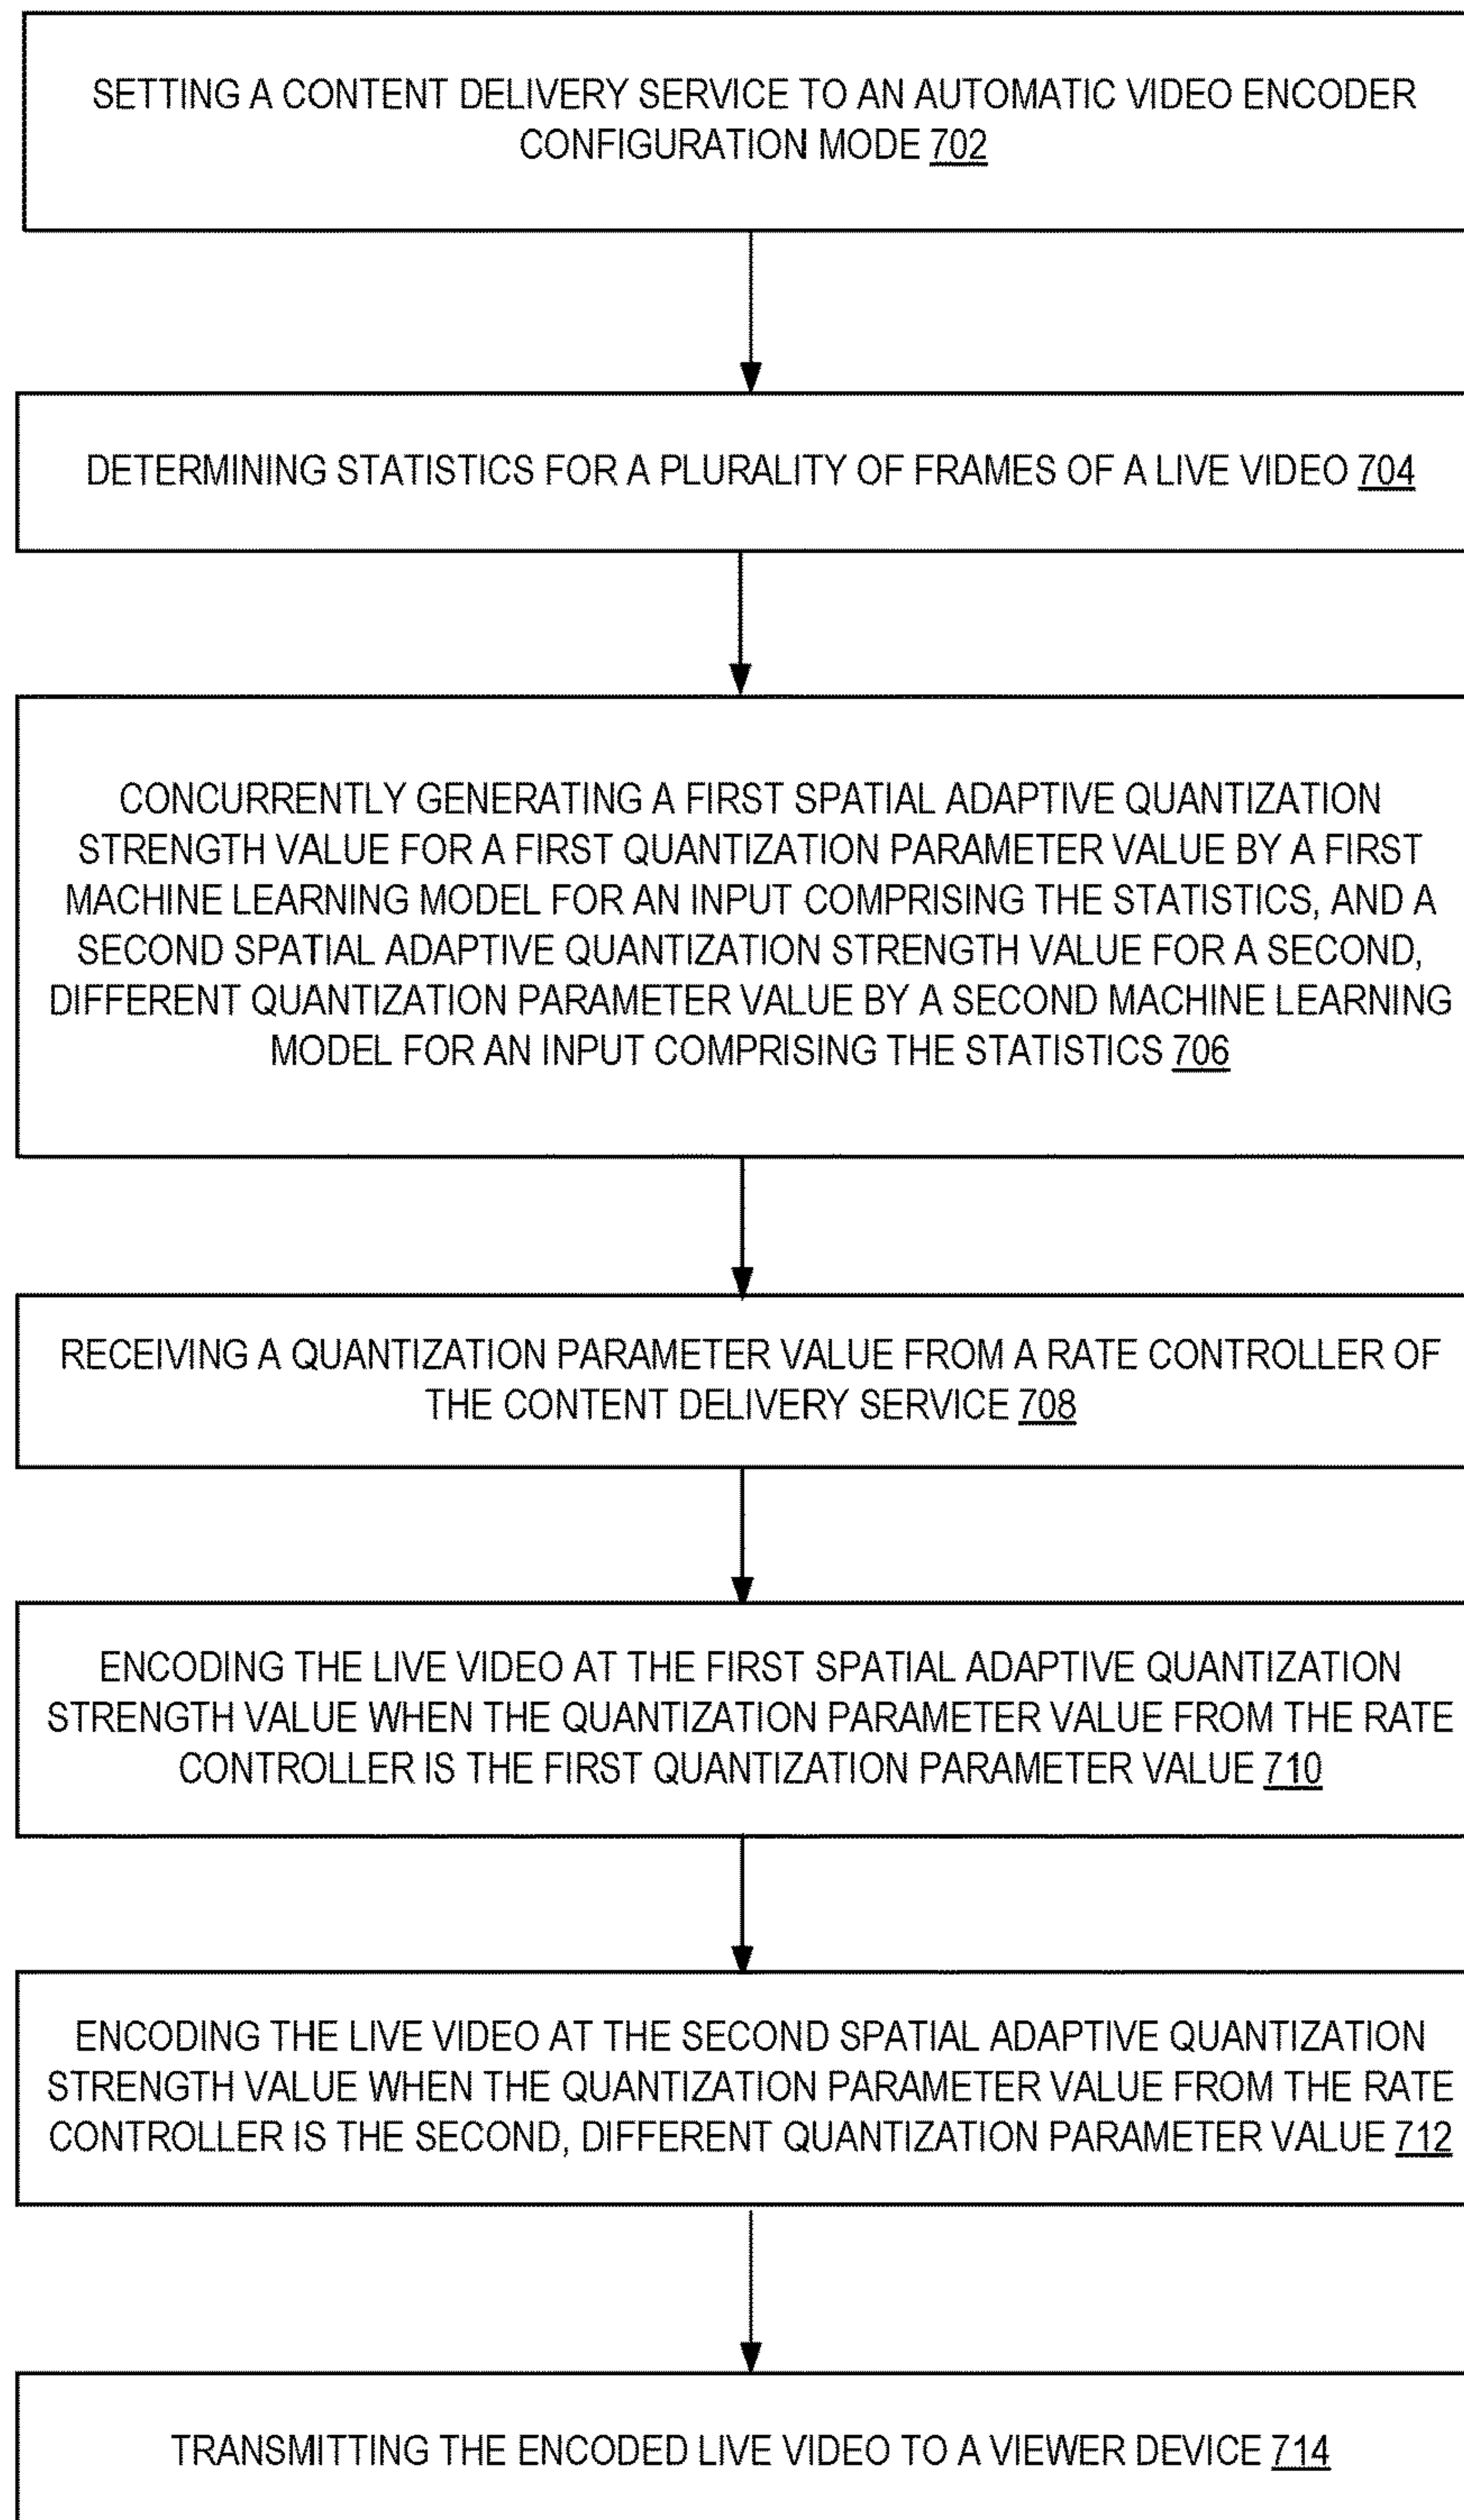 SETTING A CONTENT DELIVERY SERVICE TO AN AUTOMATIC VIDEO ENCODER
CONFIGURATION MODE 702
DETERMINING STATISTICS FOR A PLURALITY OF FRAMES OF A LIVE VIDEO 704
CONCURRENTLY GENERATING A FIRST SPATIAL ADAPTIVE QUANTIZATION
STRENGTH VALUE FOR A FIRST QUANTIZATION PARAMETER VALUE BY A FIRST
MACHINE LEARNING MODEL FOR AN INPUT COMPRISING THE STATISTICS, AND A
SECOND SPATIAL ADAPTIVE QUANTIZATION STRENGTH VALUE FOR A SECOND,
DIFFERENT QUANTIZATION PARAMETER VALUE BY A SECOND MACHINE LEARNING
MODEL FOR AN INPUT COMPRISING THE STATISTICS 706
RECEIVING A QUANTIZATION PARAMETER VALUE FROM A RATE CONTROLLER OF
THE CONTENT DELIVERY SERVICE 708
ENCODING THE LIVE VIDEO AT THE FIRST SPATIAL ADAPTIVE QUANTIZATION
STRENGTH VALUE WHEN THE QUANTIZATION PARAMETER VALUE FROM THE RATE
CONTROLLER IS THE FIRST QUANTIZATION PARAMETER VALUE 710
ENCODING THE LIVE VIDEO AT THE SECOND SPATIAL ADAPTIVE QUANTIZATION
STRENGTH VALUE WHEN THE QUANTIZATION PARAMETER VALUE FROM THE RATE
CONTROLLER IS THE SECOND, DIFFERENT QUANTIZATION PARAMETER VALUE 712
TRANSMITTING THE ENCODED LIVE VIDEO TO A VIEWER DEVICE 714